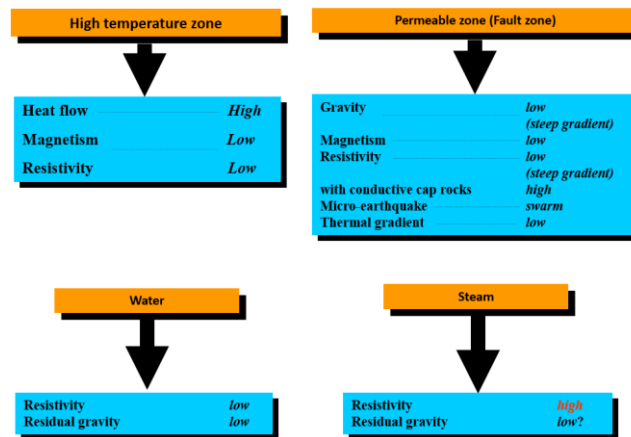 High temperature zone
Heat flow High
Magnetism Low
Resistivity Low
Permeable zone (Fault zone)
Gravity low
(steep gradient)
Magnetism low
Resistivity low
(steep gradient)
with conductive cap rocks high
Micro-earthquake swarm
Thermal gradient low
Water
Resistivity low
Residual gravity low
Steam
Resistivity high
Residual gravity low?